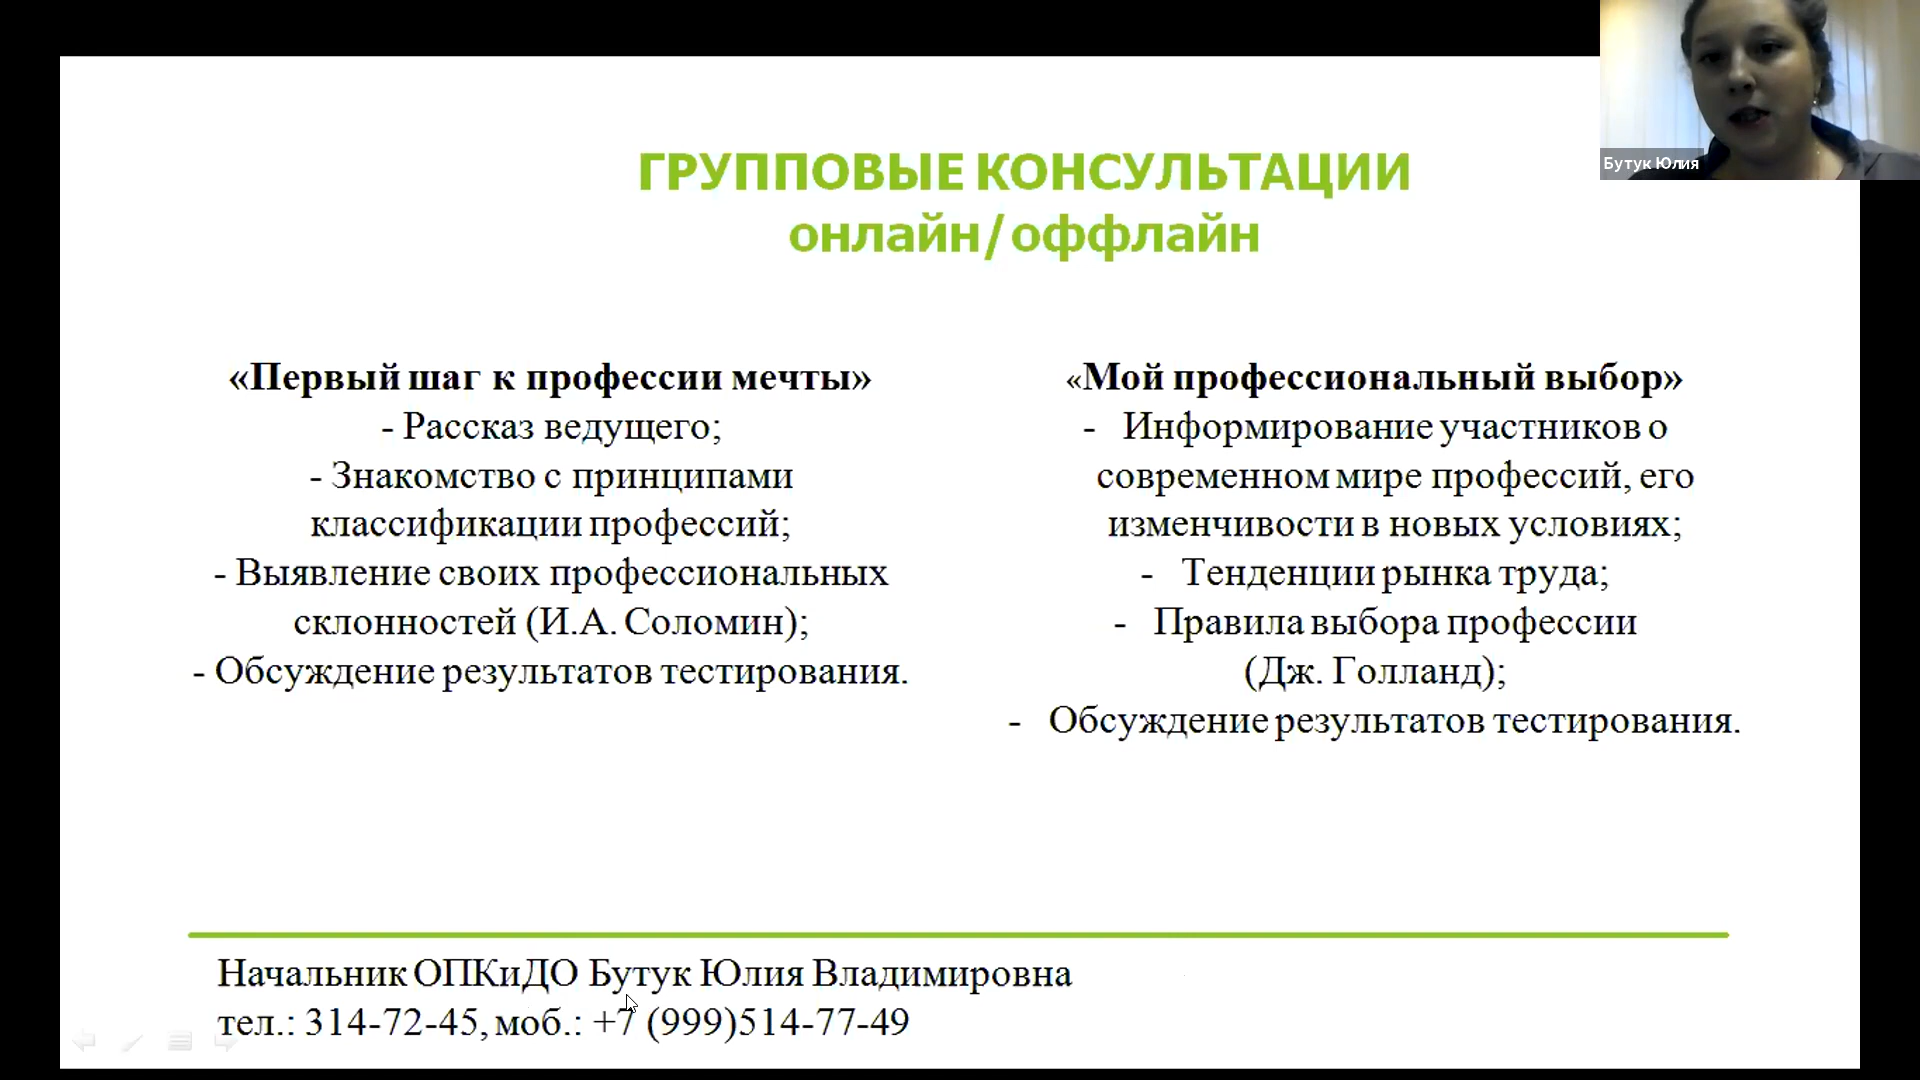 ГРУППОВЫЕ КОНСУЛЬТАЦИИ
онлайн/оффлайн
Бутук Юлия
«Первый шаг к профессии мечты»
- Рассказ ведущего;
- Знакомство с принципами
классификации профессий;
- Выявление своих профессиональных
склонностей (И.А. Соломин);
- Обсуждение результатов тестирования.
«Мой профессиональный выбор»
- Информирование участников о
современном мире профессий, его
изменчивости в новых условиях;
- Тенденции рынка труда;
- Правила выбора профессии
(Дж. Голланд);
- Обсуждение результатов тестирования.
Начальник ОПКиДО Бутук Юлия Владимировна
тел.: 314-72-45, моб.: +7 (999)514-77-49